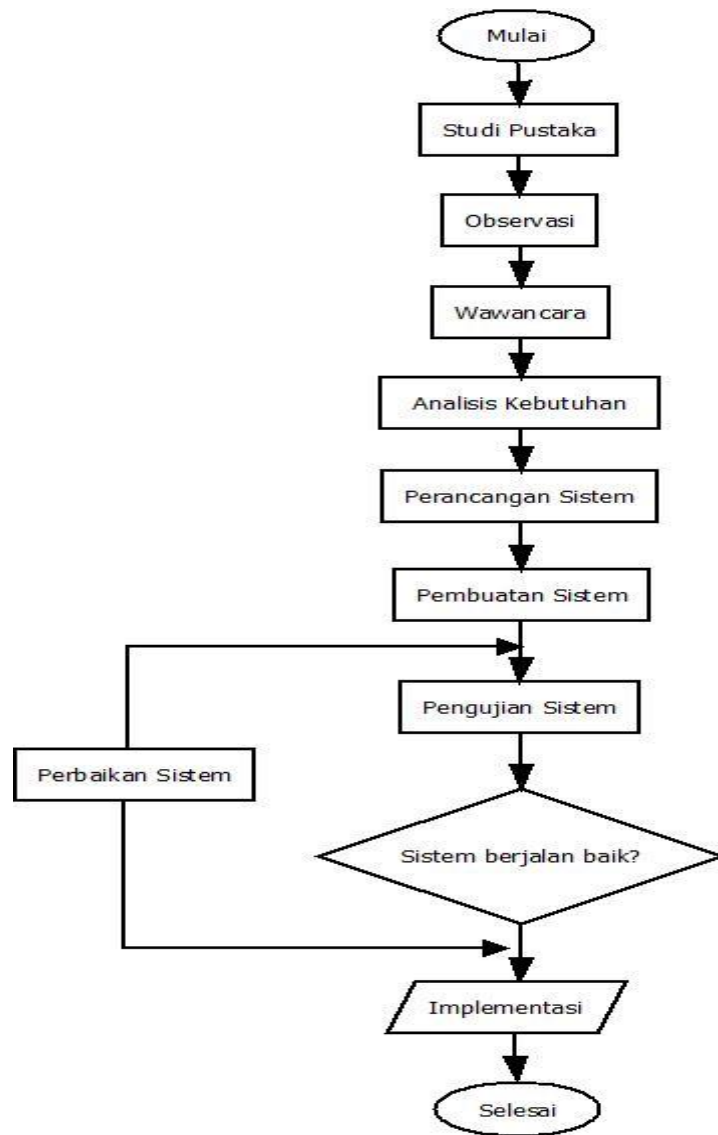 Mulai
Studi Pustaka
Observasi
Wawancara
Analisis Kebutuhan
Perancangan Sistem
Pembuatan Sistem
Pengujian Sistem
Perbaikan Sistem
Sistem berjalan baik?
Implementasi
Selesai